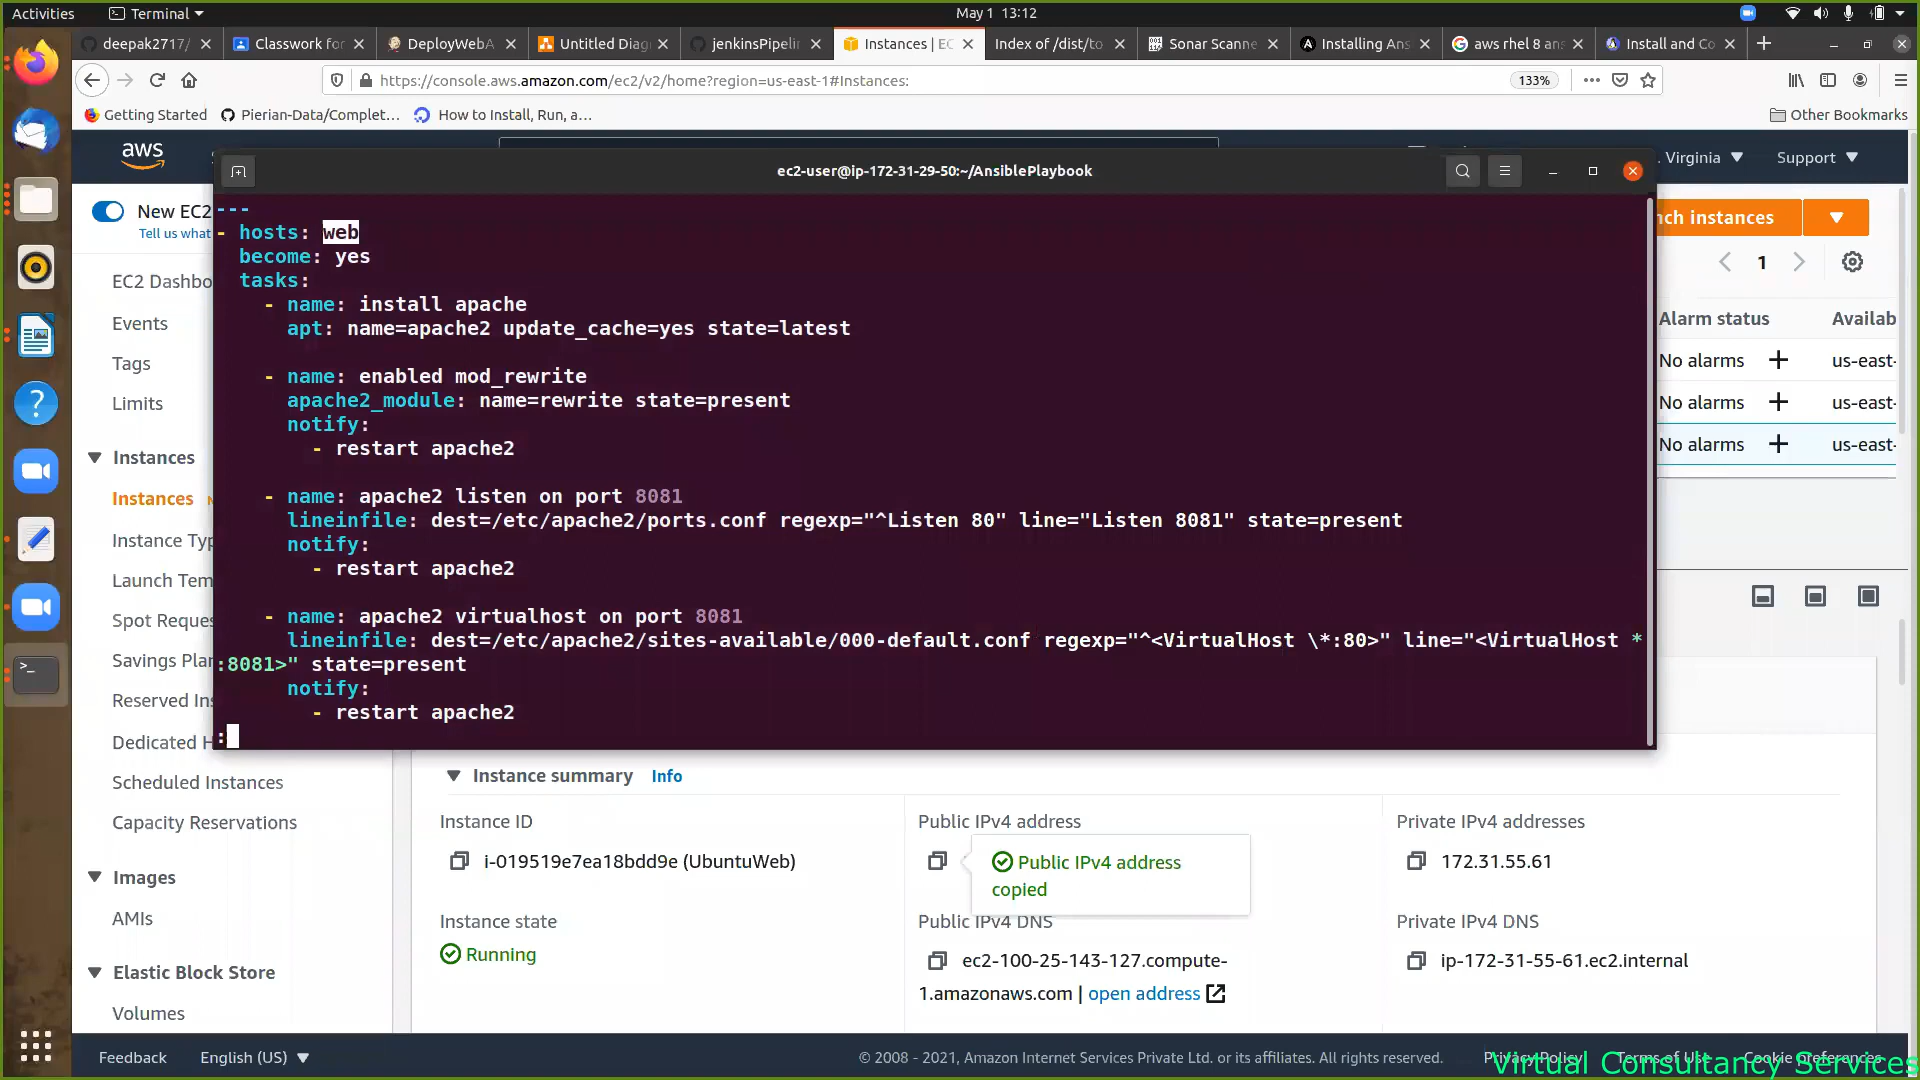 Activities
Terminal
May 1 13:12
deepak2717/
Classwork for
DeployWebA
Untitled Diag
jenkinsPipelin
Instances | EC
Index of /dist/to
Sonar Scanne
Installing Ans
aws rhel 8 ans
Install and Co
https://console.aws.amazon.com/ec2/v2/home?region=us-east-1#Instances:
133%
Getting Started
Pierian-Data/Complet...
How to Install, Run, a...
Other Bookmarks
aws
. Virginia
Support
ec2-user@ip-172-31-29-50:~/AnsiblePlaybook
New EC2
Tell us what
nch instances
1
Alarm status
Availab
No alarms
us-east-
No alarms
us-east-
No alarms
us-east-
---
- hosts: web
become: yes
tasks:
- name: install apache
apt: name=apache2 update_cache=yes state=latest
- name: enabled mod_rewrite
apache2_module: name=rewrite state=present
notify:
- restart apache2
- name: apache2 listen on port 8081
lineinfile: dest=/etc/apache2/ports.conf regexp="^Listen 80" line="Listen 8081" state=present
notify:
- restart apache2
- name: apache2 virtualhost on port 8081
lineinfile: dest=/etc/apache2/sites-available/000-default.conf regexp="^<VirtualHost \*:80>" line="<VirtualHost *
:8081>" state=present
notify:
- restart apache2
:
EC2 Dashbo
Events
Tags
Limits
Instances
Instances
Instance Typ
Launch Tem
Spot Reques
Savings Pla
Reserved Ins
Dedicated H
Scheduled Instances
Capacity Reservations
Images
AMIs
Elastic Block Store
Volumes
Instance summary Info
Instance ID
i-019519e7ea18bdd9e (UbuntuWeb)
Public IPv4 address
Public IPv4 address
copied
Private IPv4 addresses
172.31.55.61
Instance state
Running
Public IPv4 DNS
ec2-100-25-143-127.compute-
1.amazonaws.com | open address
Private IPv4 DNS
ip-172-31-55-61.ec2.internal
Feedback
English (US)
© 2008 - 2021, Amazon Internet Services Private Ltd. or its affiliates. All rights reserved.
Privacy Policy
Terms of Use
Cookie preferences
Virtual Consultancy Services